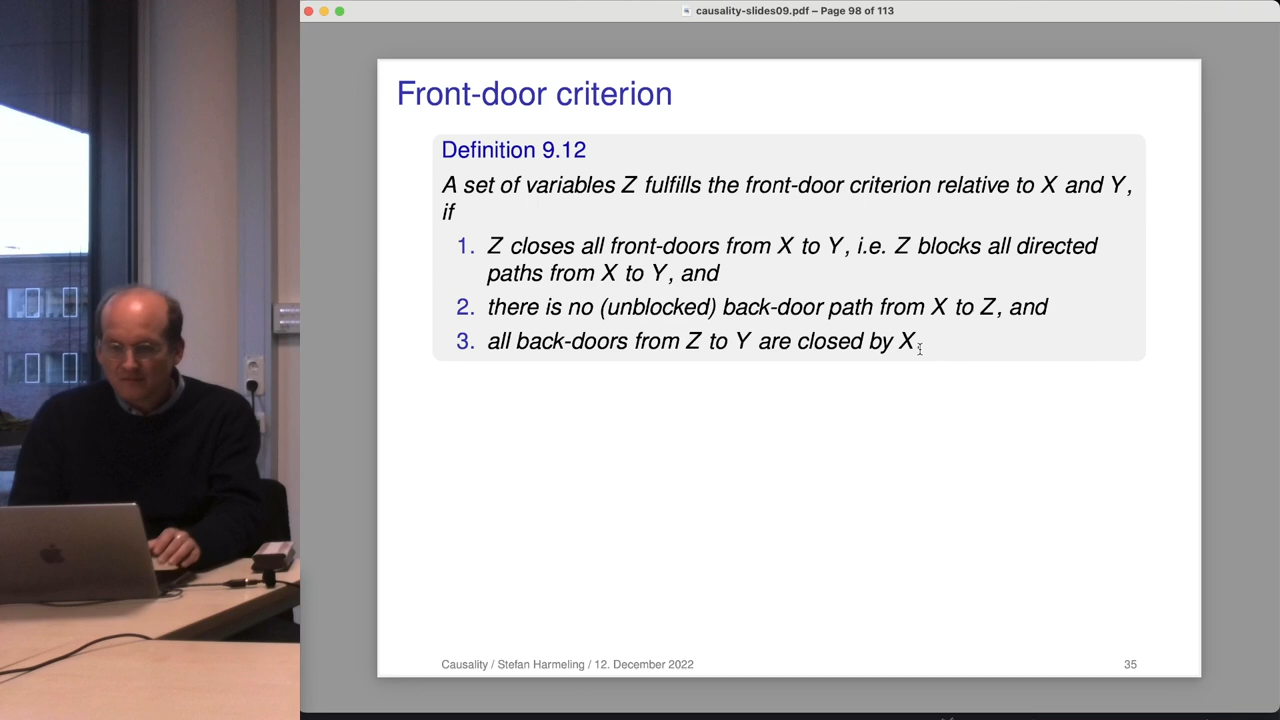 causality-slides09.pdf – Page 98 of 113
Front-door criterion
Definition 9.12
A set of variables Z fulfills the front-door criterion relative to X and Y,
if
1. Z closes all front-doors from X to Y, i.e. Z blocks all directed
paths from X to Y, and
2. there is no (unblocked) back-door path from X to Z, and
3. all back-doors from Z to Y are closed by X.
Causality / Stefan Harmeling / 12. December 2022
35